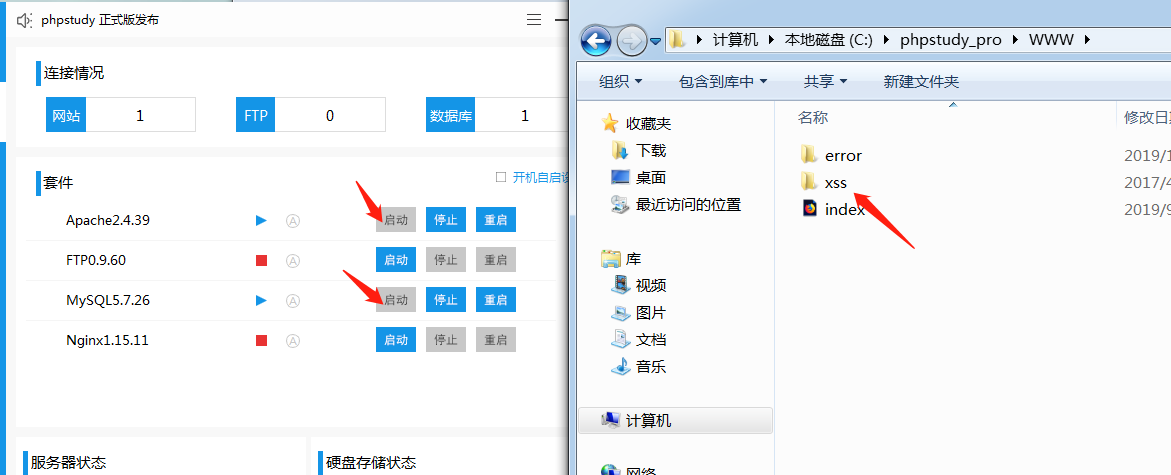 phpstudy 正式版发布
连接情况
网站 1 FTP 0 数据库 1
套件
开机自启
Apache2.4.39 A 启动 停止 重启
FTP0.9.60 A 启动 停止 重启
MySQL5.7.26 A 启动 停止 重启
Nginx1.15.11 A 启动 停止 重启
服务器状态
硬盘存储状态
计算机 本地磁盘 (C:) phpstudy_pro WWW
组织 包含到库中 共享 新建文件夹
收藏夹
下载
桌面
最近访问的位置
库
视频
图片
文档
音乐
计算机
网络
名称 修改日
error 2019/1
xss 2017/4
index 2019/9